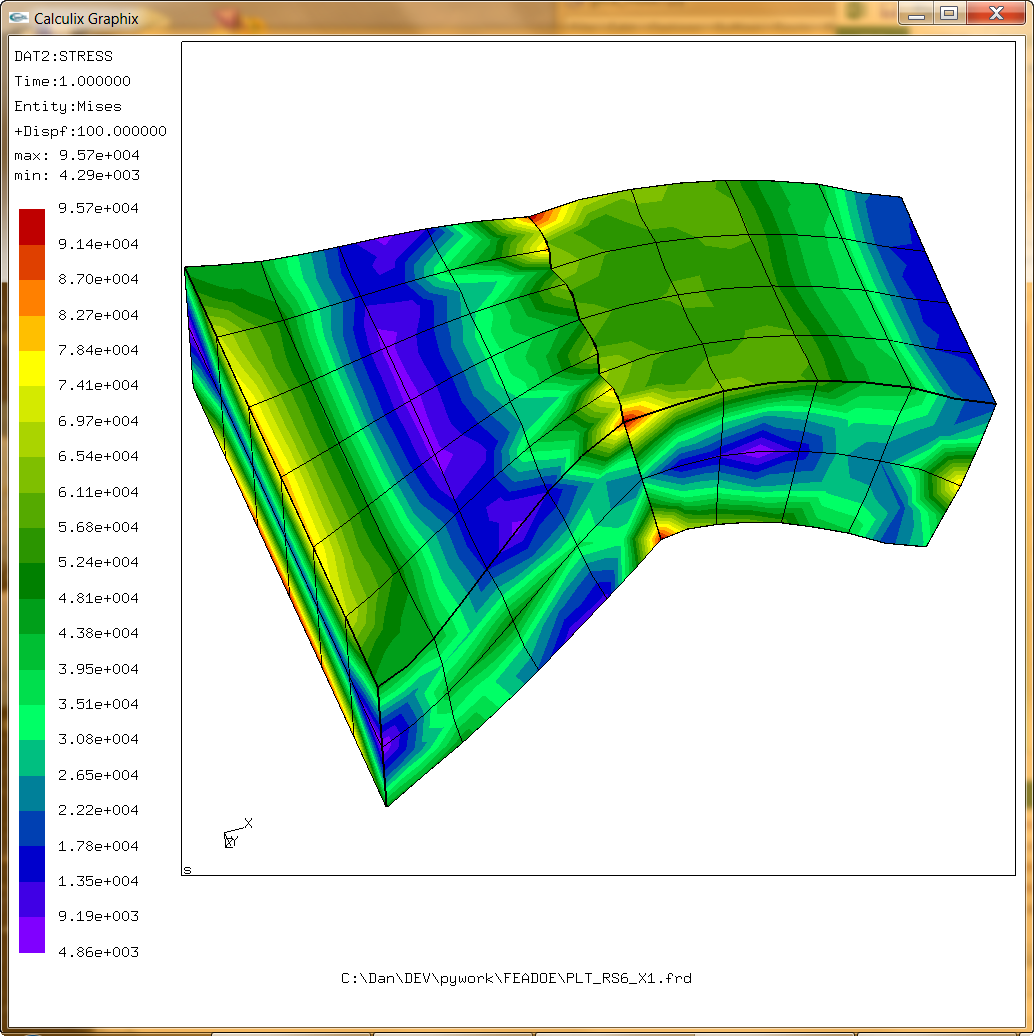 Calculix Graphix
DAT2:STRESS
Time:1.000000
Entity:Mises
+Dispf:100.000000
max: 9.57e+004
min: 4.29e+003
9.57e+004
9.14e+004
8.70e+004
8.27e+004
7.84e+004
7.41e+004
6.97e+004
6.54e+004
6.11e+004
5.68e+004
5.24e+004
4.81e+004
4.38e+004
3.95e+004
3.51e+004
3.08e+004
2.65e+004
2.22e+004
1.78e+004
1.35e+004
9.19e+003
4.86e+003
X
Y
s
C:\Dan\DEV\pywork\FEADOE\PLT_RS6_X1.frd